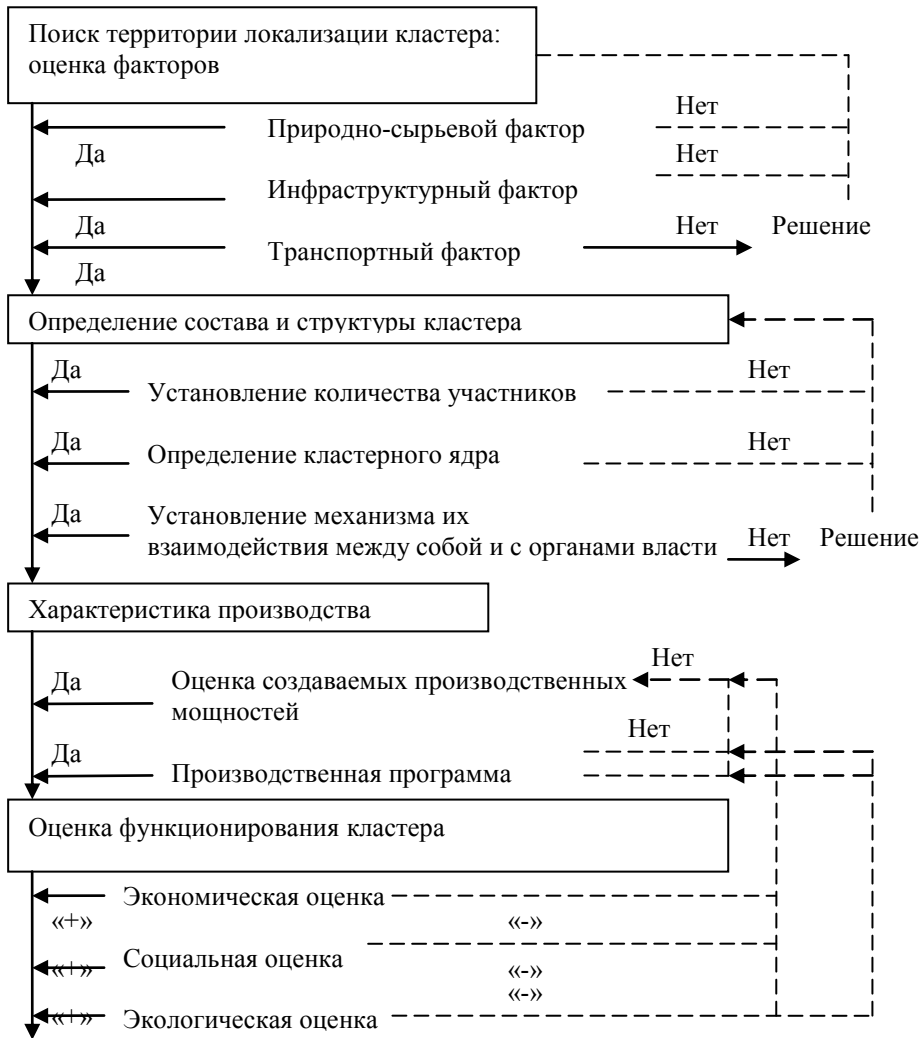 Поиск территории локализации кластера:
оценка факторов
Нет
Природно-сырьевой фактор
Да
Нет
Инфраструктурный фактор
Да
Нет
Решение
Транспортный фактор
Да
Определение состава и структуры кластера
Да
Нет
Установление количества участников
Да
Нет
Определение кластерного ядра
Да
Установление механизма их
взаимодействия между собой и с органами власти
Нет
Решение
Характеристика производства
Нет
Да
Оценка создаваемых производственных
мощностей
Нет
Да
Производственная программа
Оценка функционирования кластера
Экономическая оценка
«+»
«-»
Социальная оценка
«+»
«-»
«-»
«+»
Экологическая оценка